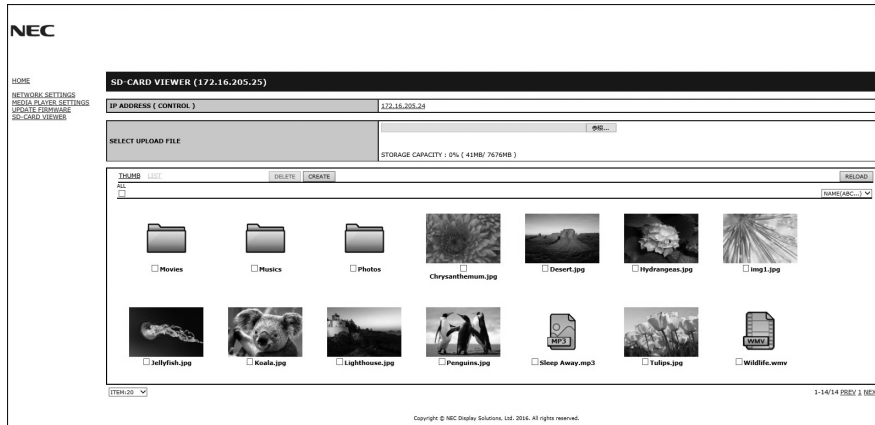 NEC
HOME
NETWORK SETTINGS
MEDIA PLAYER SETTINGS
UPDATE FIRMWARE
SD-CARD VIEWER
SD-CARD VIEWER (172.16.205.25)
IP ADDRESS ( CONTROL ) 172.16.205.24
SELECT UPLOAD FILE
参照...
STORAGE CAPACITY : 0% ( 41MB/ 7676MB )
THUMB LIST DELETE CREATE RELOAD
ALL
NAME(ABC...)
Movies Musics Photos Chrysanthemum.jpg Desert.jpg Hydrangeas.jpg img1.jpg
MP3 WMV
Jellyfish.jpg Koala.jpg Lighthouse.jpg Penguins.jpg Sleep Away.mp3 Tulips.jpg Wildlife.wmv
ITEM:20 1-14/14 PREV 1 NEX
Copyright © NEC Display Solutions, Ltd. 2016. All rights reserved.